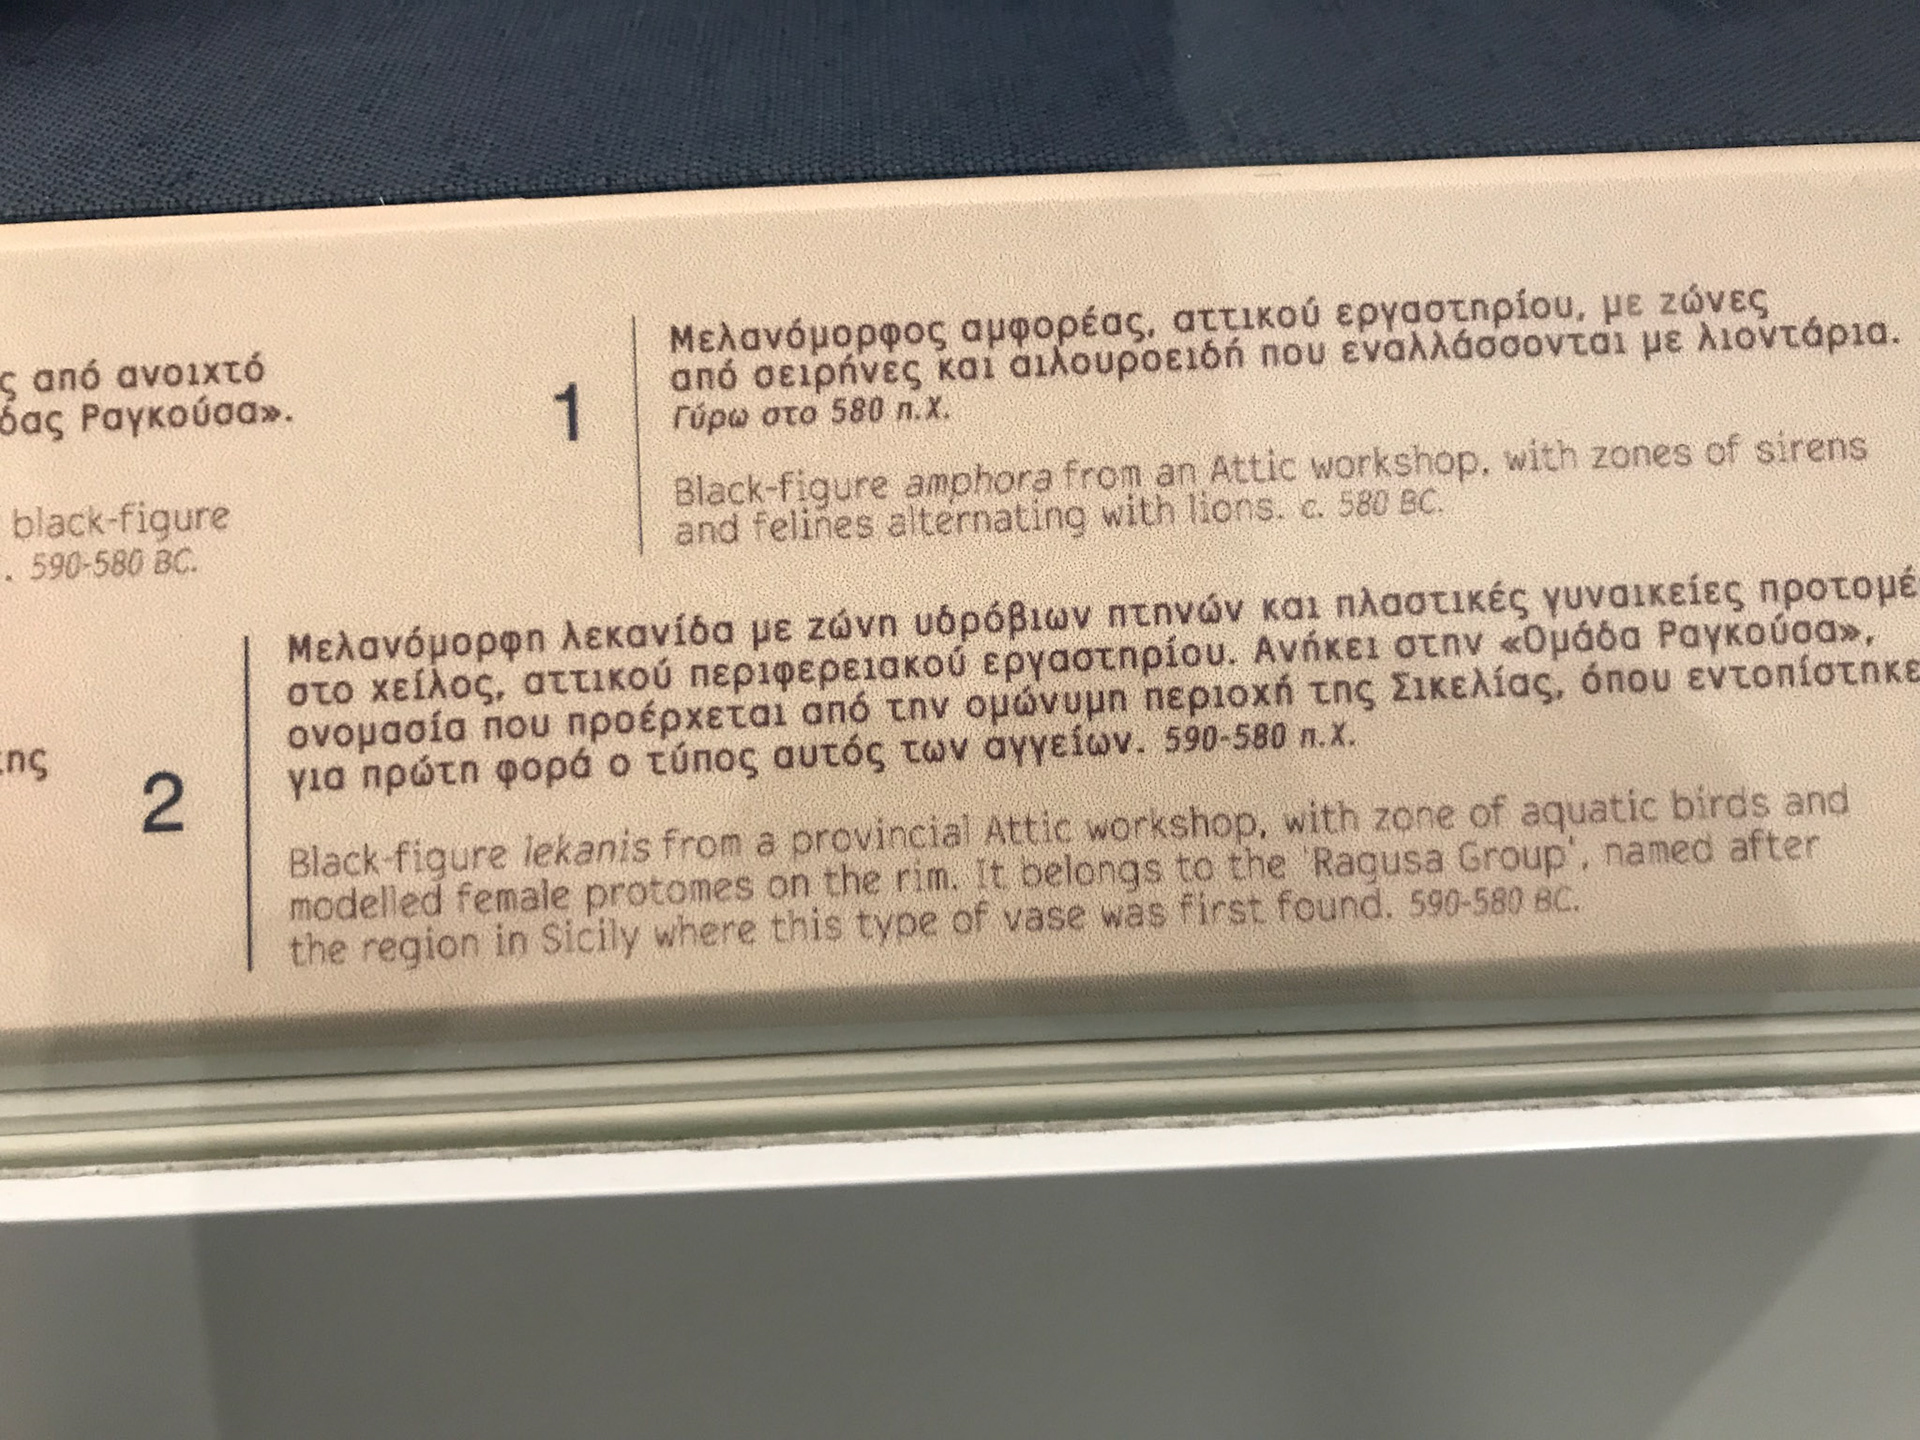 ς από ανοιχτό
δας Ραγκούσα».
black-figure
. 590-580 BC.
της
1
Μελανόμορφος αμφορέας, αττικού εργαστηρίου, με ζώνες
από σειρήνες και αιλουροειδή που εναλλάσσονται με λιοντάρια.
Γύρω στο 580 π.Χ.
Black-figure amphora from an Attic workshop, with zones of sirens
and felines alternating with lions. c. 580 BC.
2
Μελανόμορφη λεκανίδα με ζώνη υδρόβιων πτηνών και πλαστικές γυναικείες προτομέ
στο χείλος, αττικού περιφερειακού εργαστηρίου. Ανήκει στην «Ομάδα Ραγκούσα»,
ονομασία που προέρχεται από την ομώνυμη περιοχή της Σικελίας, όπου εντοπίστηκε
για πρώτη φορά ο τύπος αυτός των αγγείων. 590-580 π.Χ.
Black-figure lekanis from a provincial Attic workshop, with zone of aquatic birds and
modelled female protomes on the rim. It belongs to the 'Ragusa Group', named after
the region in Sicily where this type of vase was first found. 590-580 BC.